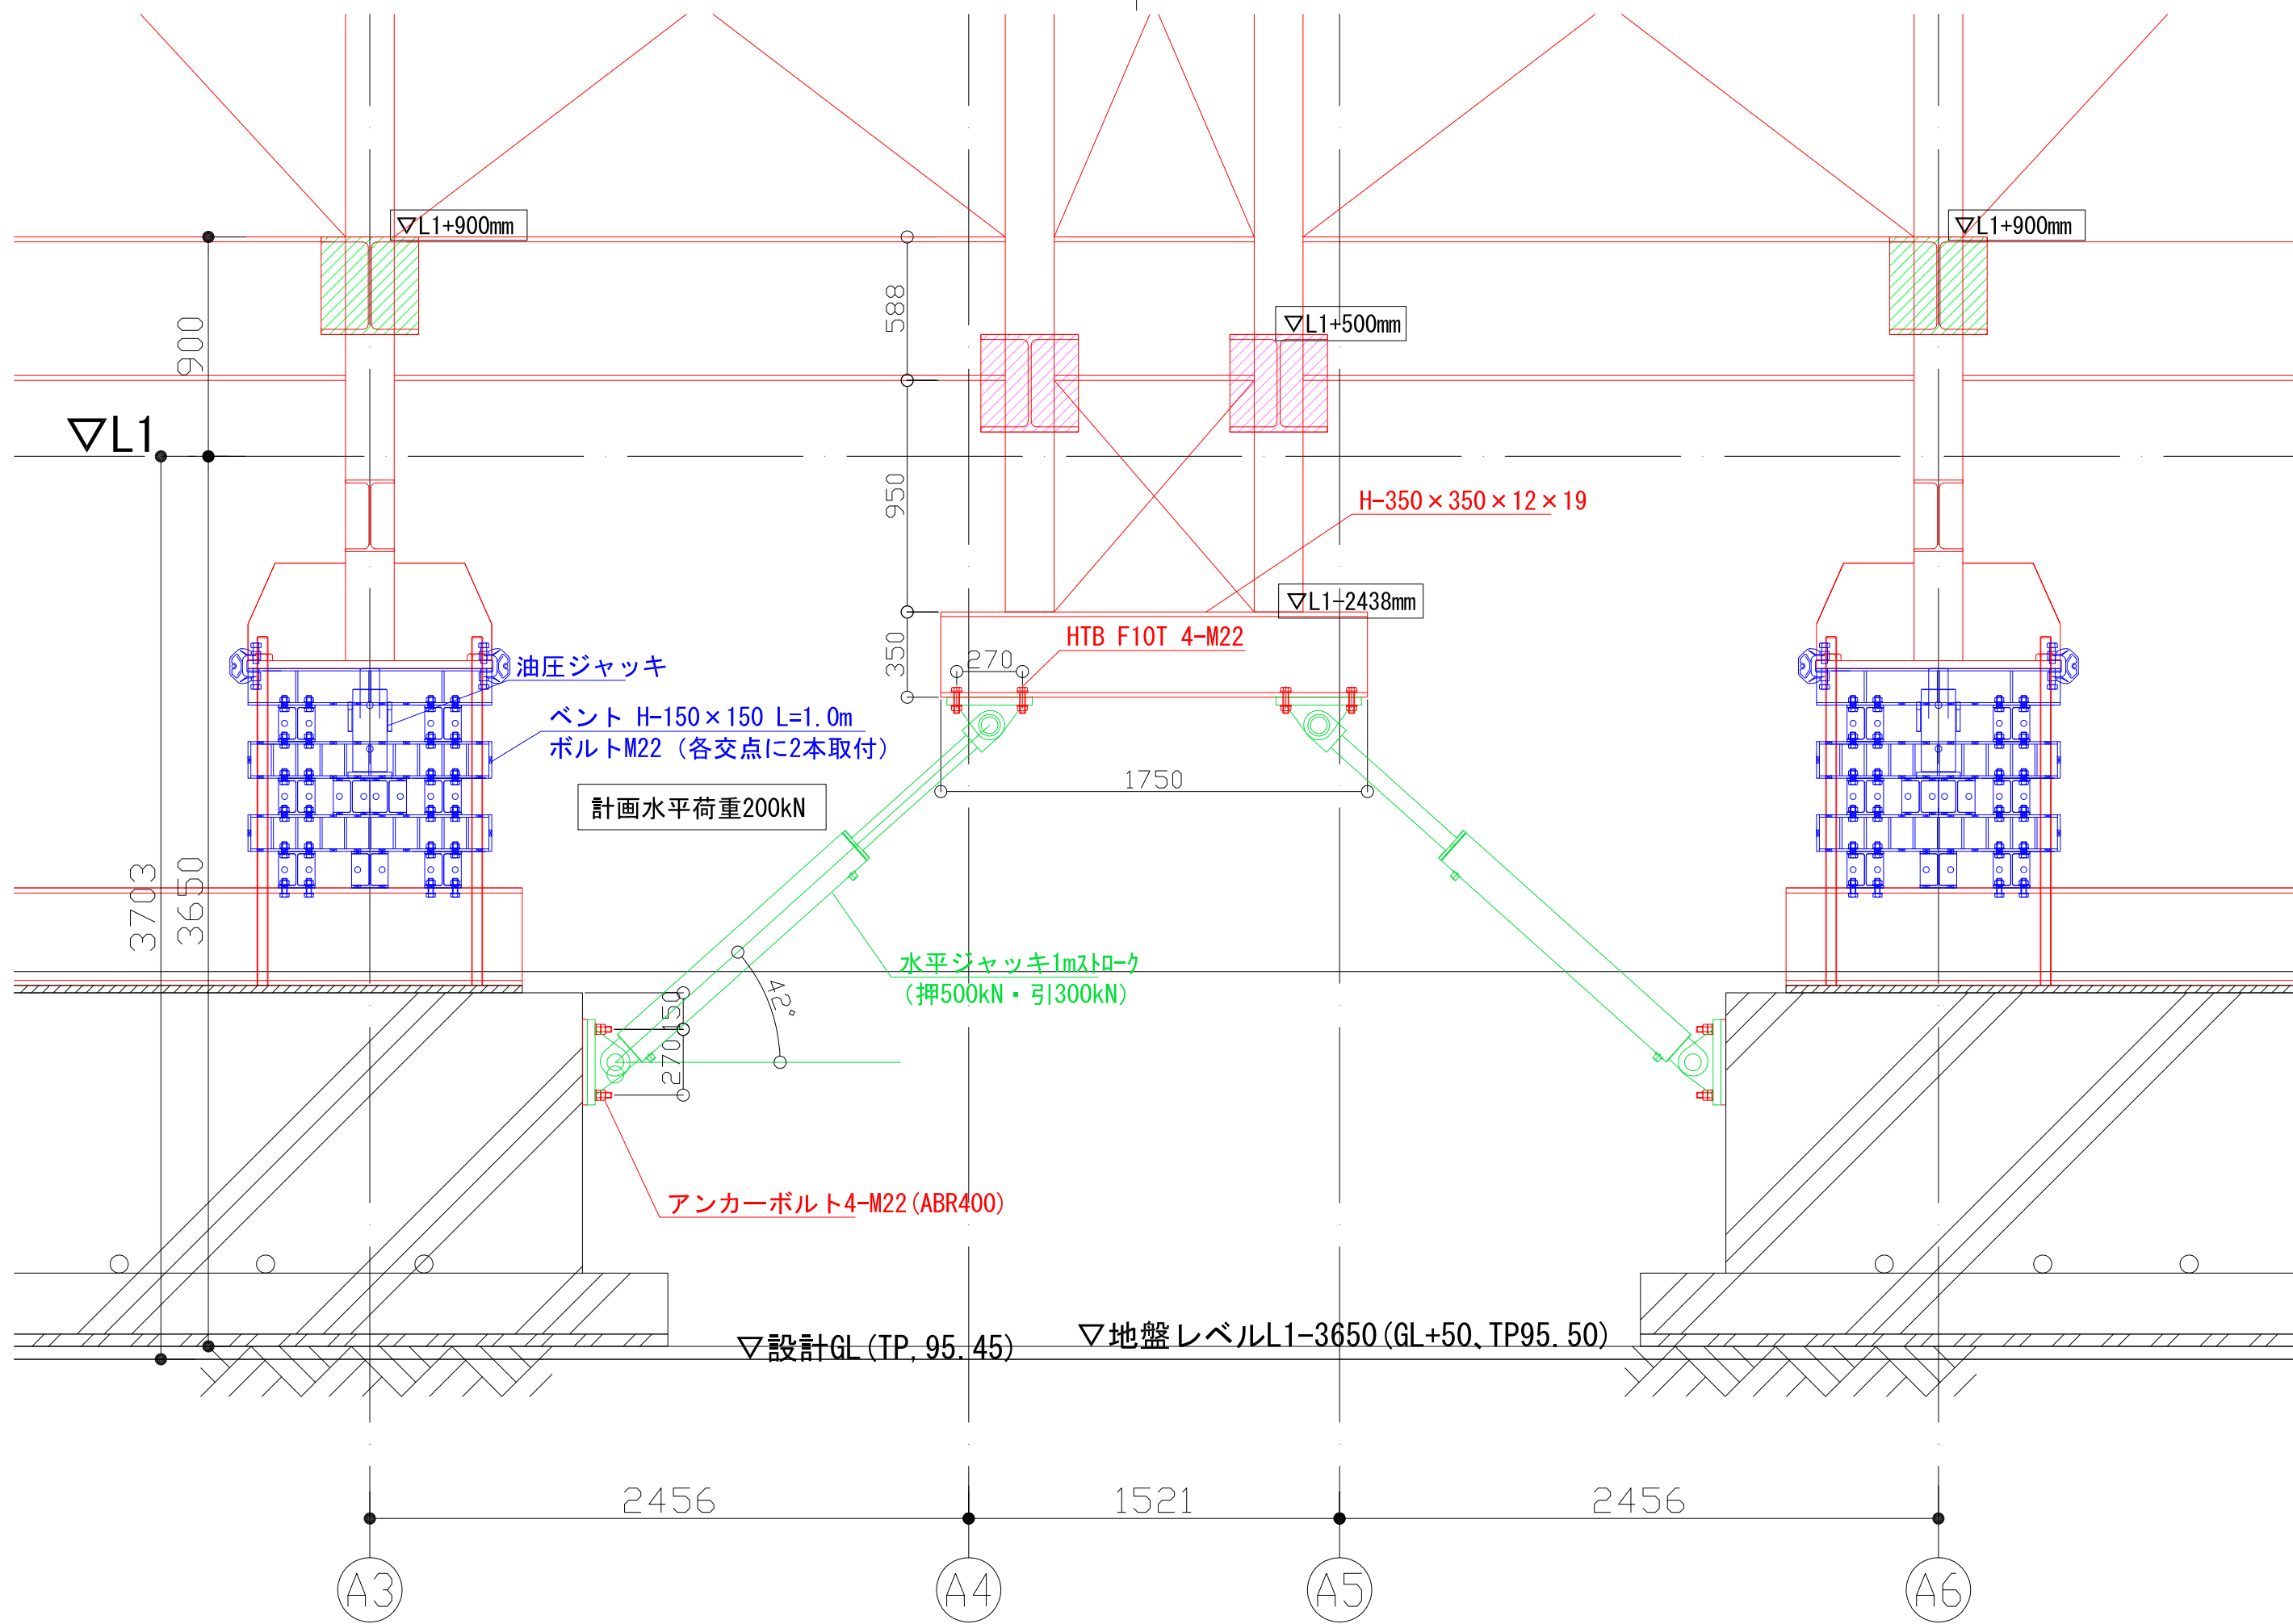 ▽L1+900mm
▽L1+900mm
588
▽L1+500mm
900
▽L1
950
H-350×350×12×19
▽L1-2438mm
HTB F10T 4-M22
350
270
油圧ジャッキ
ベント H-150×150 L=1.0m
ボルトM22（各交点に2本取付）
1750
計画水平荷重200kN
3703
3650
水平ジャッキ1mｽﾄﾛｰｸ
（押500kN・引300kN）
42°
150
270
アンカーボルト4-M22(ABR400)
▽設計GL(TP,95.45)
▽地盤レベルL1-3650(GL+50、TP95.50)
2456
1521
2456
A3
A4
A5
A6